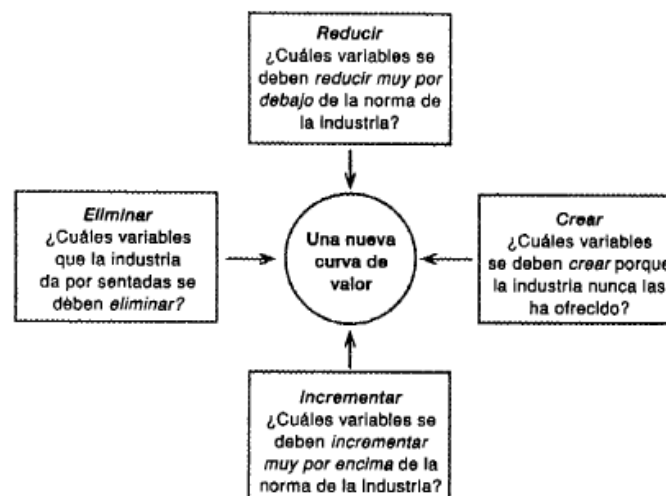 Reducir
¿Cuáles variables se
deben reducir muy por
debajo de la norma de
la industria?
Eliminar
¿Cuáles variables
que la industria
da por sentadas se
deben eliminar?
Una nueva
curva de
valor
Crear
¿Cuáles variables
se deben crear porque
la industria nunca las
ha ofrecido?
Incrementar
¿Cuáles variables se
deben incrementar
muy por encima de la
norma de la industria?